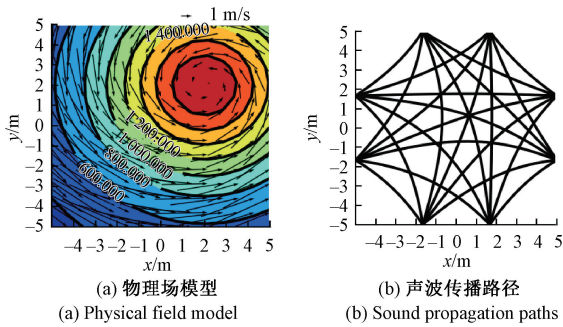 1 m/s
1 400.000
1 200.000
1 000.000
800.000
600.000
y/m
5
4
3
2
1
0
−1
−2
−3
−4
−5
−4 −3 −2 −1 0 1 2 3 4 5
x/m
(a) 物理场模型
(a) Physical field model
y/m
5
4
3
2
1
0
−1
−2
−3
−4
−5
−4 −3 −2 −1 0 1 2 3 4 5
x/m
(b) 声波传播路径
(b) Sound propagation paths